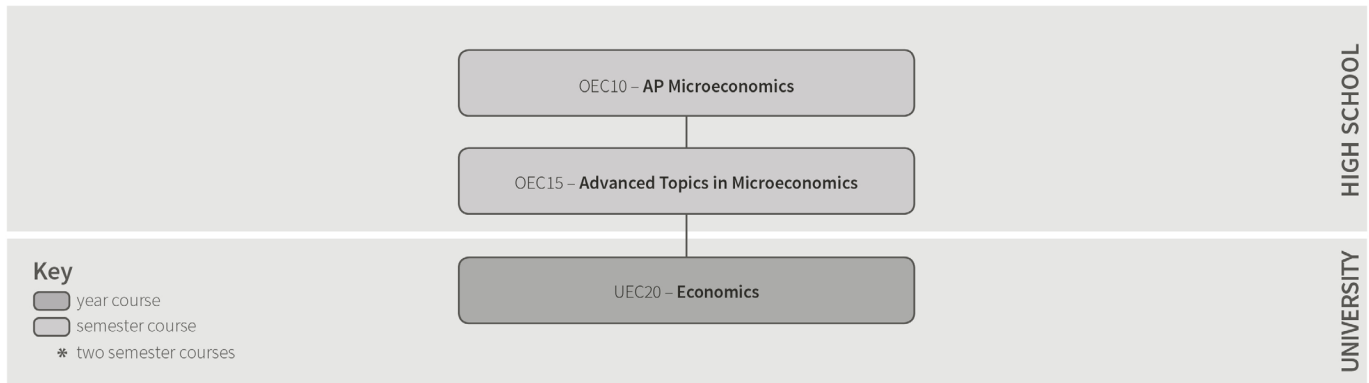 OEC10 – AP Microeconomics
OEC15 – Advanced Topics in Microeconomics
HIGH SCHOOL
UEC20 – Economics
UNIVERSITY
Key
year course
semester course
* two semester courses